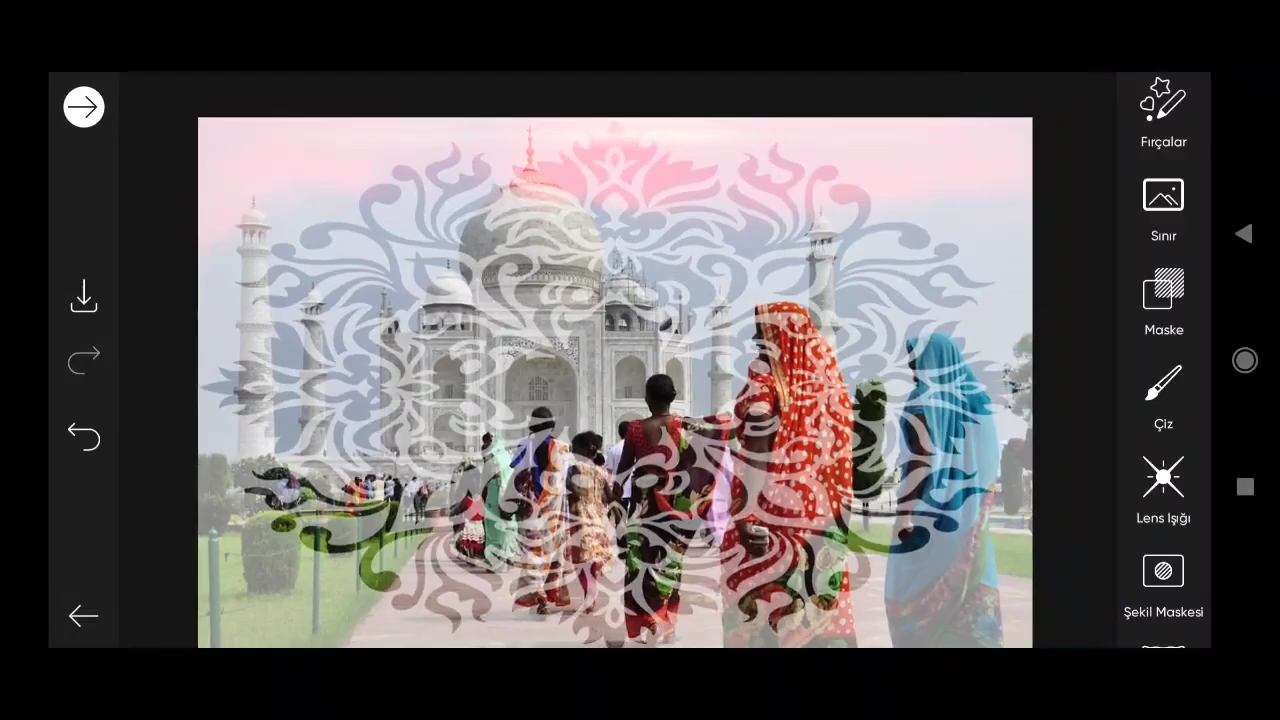 Fırçalar
Sınır
Maske
Çiz
Lens Işığı
Şekil Maskesi